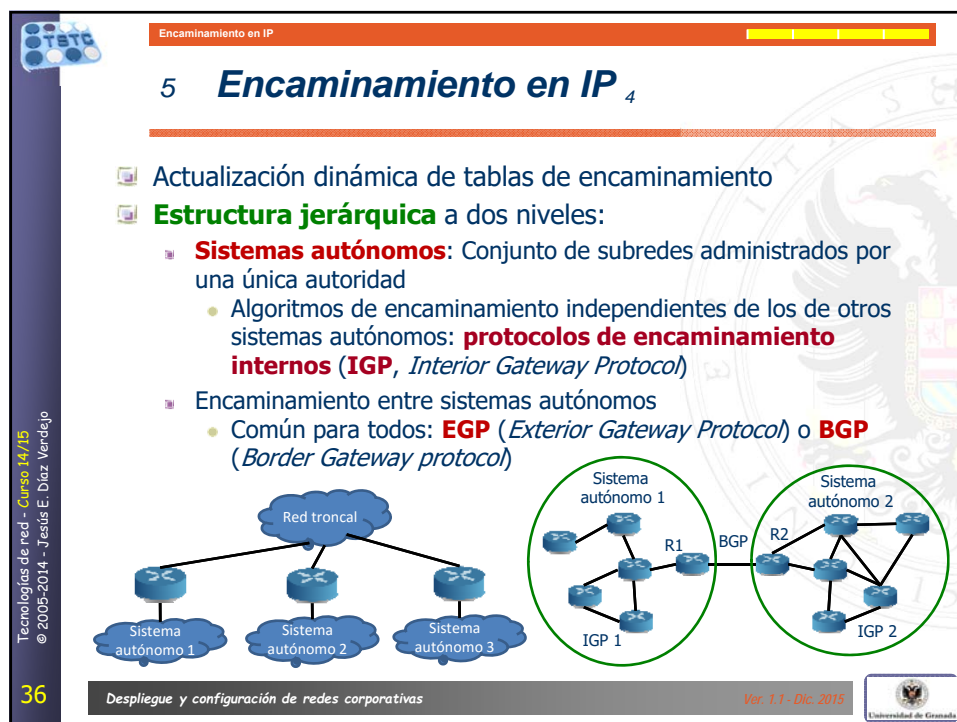 TSTC
Encaminamiento en IP
5 Encaminamiento en IP 4
Actualización dinámica de tablas de encaminamiento
Estructura jerárquica a dos niveles:
Sistemas autónomos: Conjunto de subredes administrados por
una única autoridad
Algoritmos de encaminamiento independientes de los de otros
sistemas autónomos: protocolos de encaminamiento
internos (IGP, Interior Gateway Protocol)
Encaminamiento entre sistemas autónomos
Común para todos: EGP (Exterior Gateway Protocol) o BGP
(Border Gateway protocol)
Red troncal
Sistema
autónomo 1
Sistema
autónomo 2
Sistema
autónomo 3
Sistema
autónomo 1
R1
IGP 1
BGP
Sistema
autónomo 2
R2
IGP 2
Tecnologías de red - Curso 14/15
© 2005-2014 - Jesús E. Díaz Verdejo
36
Despliegue y configuración de redes corporativas
Ver. 1.1 - Dic. 2015
Universidad de Granada